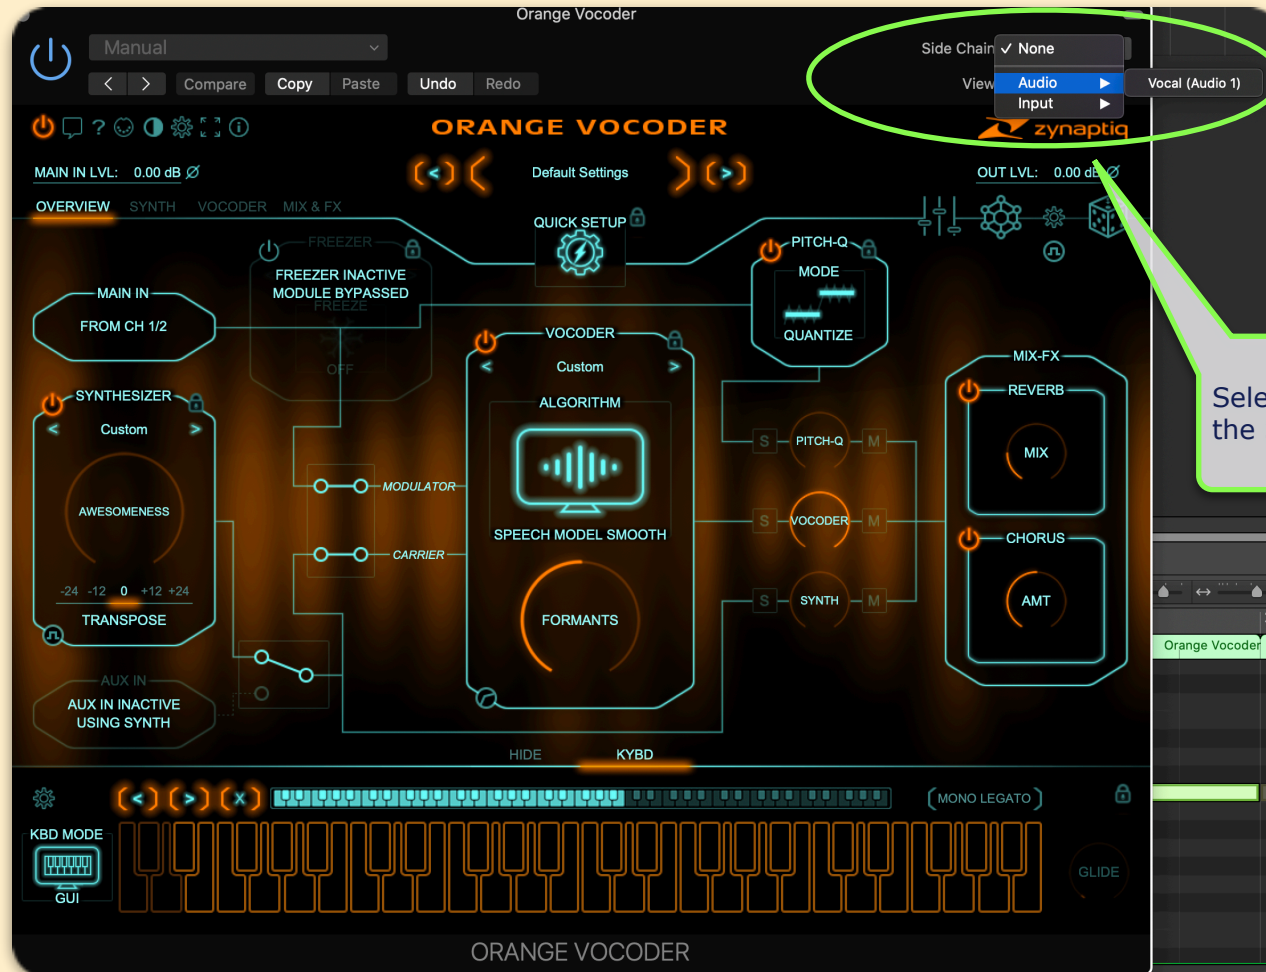 Orange Vocoder
Manual
Side Chain
✓ None
< > Compare Copy Paste Undo Redo
View
Audio
Vocal (Audio 1)
Input
ORANGE VOCODER
zynaptiq
MAIN IN LVL: 0.00 dB
< Default Settings >
OUT LVL: 0.00 dB
OVERVIEW SYNTH VOCODER MIX & FX
QUICK SETUP
FREEZER
FREEZER INACTIVE
MODULE BYPASSED
FREEZE
OFF
PITCH-Q
MODE
QUANTIZE
MAIN IN
FROM CH 1/2
VOCODER
< Custom >
ALGORITHM
SPEECH MODEL SMOOTH
FORMANTS
MIX-FX
REVERB
MIX
CHORUS
AMT
SYNTHESIZER
< Custom >
AWESOMENESS
-24 -12 0 +12 +24
TRANSPOSE
MODULATOR
CARRIER
S PITCH-Q M
S VOCODER M
S SYNTH M
AUX IN
AUX IN INACTIVE
USING SYNTH
Sele
the
Orange Vocoder
HIDE KYBD
< > X
MONO LEGATO
KBD MODE
GUI
GLIDE
ORANGE VOCODER